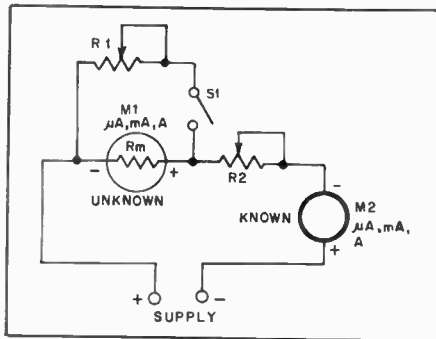 R1
S1
M1
μA, mA, A
Rm
- +
UNKNOWN
R2
-
KNOWN
M2
μA, mA,
A
+
+ -
SUPPLY